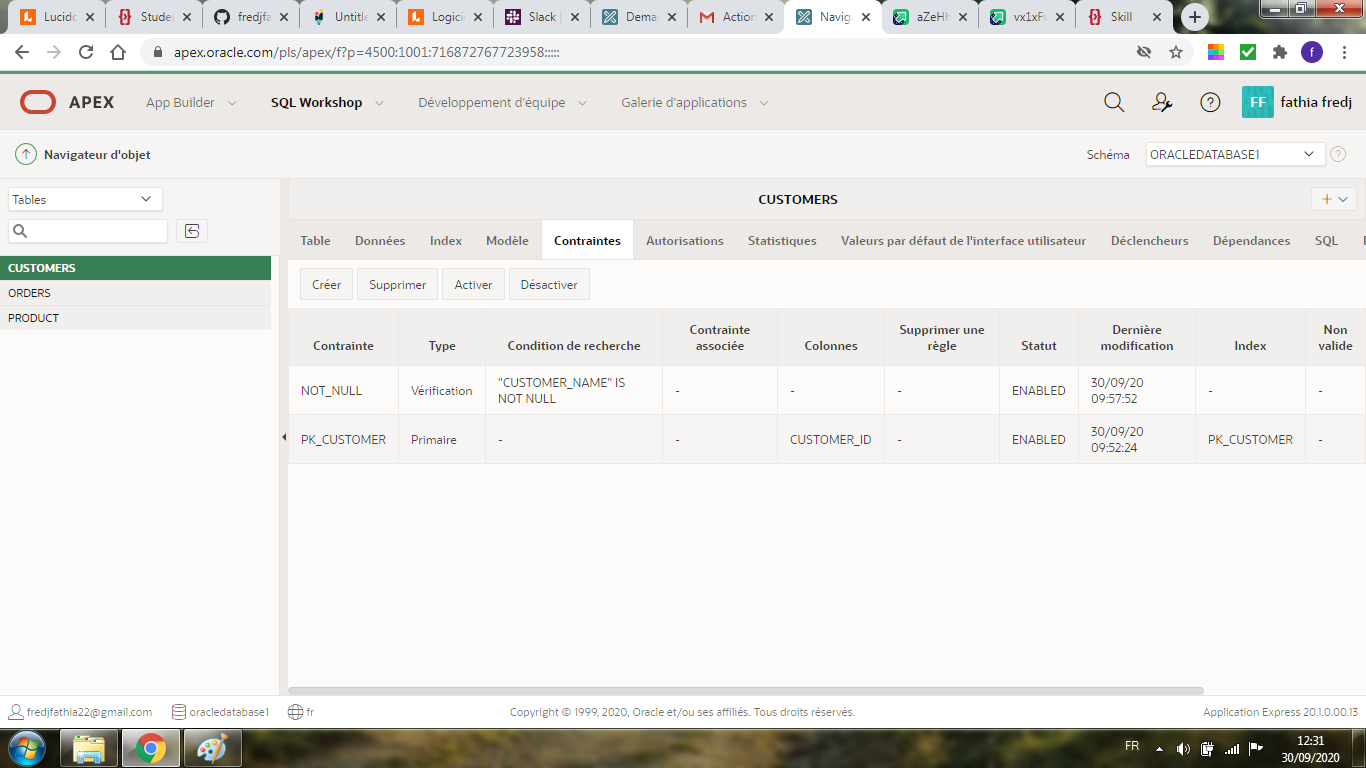 Lucido
Studen
fredjfa
Untitle
Logicie
Slack |
Dema
Action
Navig
aZeHh
vx1xFv
Skill
apex.oracle.com/pls/apex/f?p=4500:1001:716872767723958:::::
f
APEX
App Builder
SQL Workshop
Développement d'équipe
Galerie d'applications
FF
fathia fredj
Navigateur d'objet
Schéma
ORACLEDATABASE1
Tables
CUSTOMERS
ORDERS
PRODUCT
CUSTOMERS
Table Données Index Modèle Contraintes Autorisations Statistiques Valeurs par défaut de l'interface utilisateur Déclencheurs Dépendances SQL
Créer Supprimer Activer Désactiver
Contrainte Type Condition de recherche Contrainte associée Colonnes Supprimer une règle Statut Dernière modification Index Non valide
NOT_NULL Vérification "CUSTOMER_NAME" IS NOT NULL - - - ENABLED 30/09/20 09:57:52 - -
PK_CUSTOMER Primaire - - CUSTOMER_ID - ENABLED 30/09/20 09:52:24 PK_CUSTOMER -
fredjfathia22@gmail.com
oracledatabase1
fr
Copyright © 1999, 2020, Oracle et/ou ses affiliés. Tous droits réservés.
Application Express 20.1.0.00.13
FR
12:31
30/09/2020